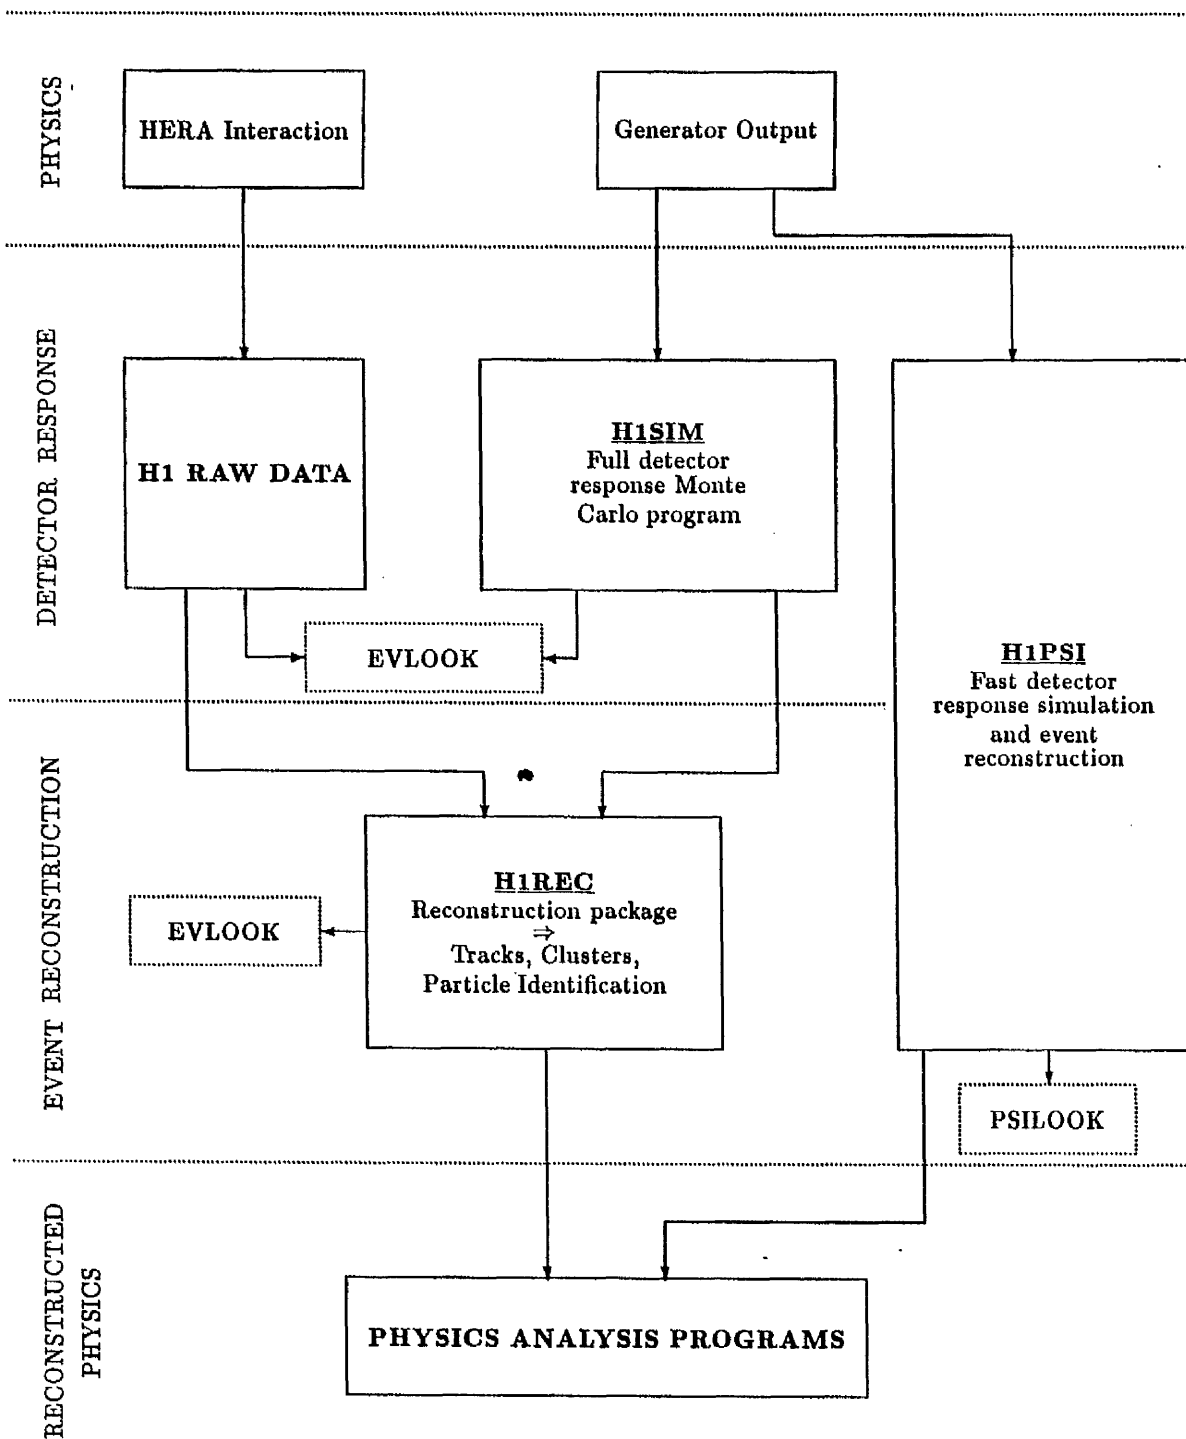 PHYSICS
HERA Interaction
Generator Output
DETECTOR RESPONSE
H1 RAW DATA
H1SIM
Full detector
response Monte
Carlo program
EVLOOK
H1PSI
Fast detector
response simulation
and event
reconstruction
EVENT RECONSTRUCTION
H1REC
Reconstruction package
⇒
Tracks, Clusters,
Particle Identification
EVLOOK
PSILOOK
RECONSTRUCTED
PHYSICS
PHYSICS ANALYSIS PROGRAMS